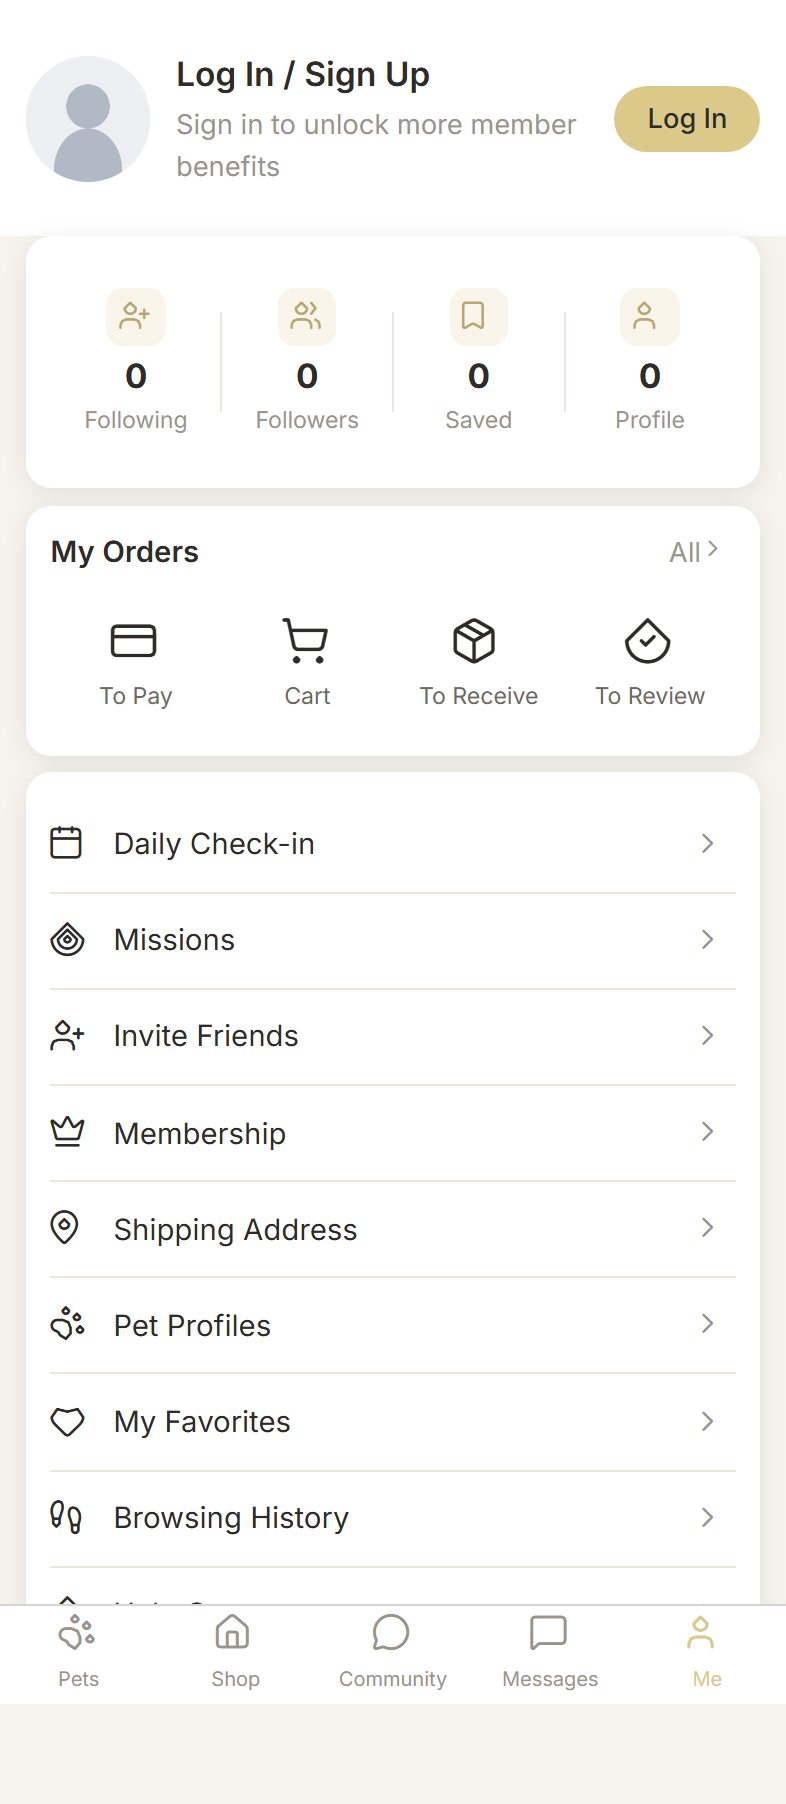 Log In / Sign Up
Sign in to unlock more member
benefits
Log In
0
0
0
0
Following
Followers
Saved
Profile
My Orders
All
To Pay
Cart
To Receive
To Review
Daily Check-in
Missions
Invite Friends
Membership
Shipping Address
Pet Profiles
My Favorites
Browsing History
Pets
Shop
Community
Messages
Me